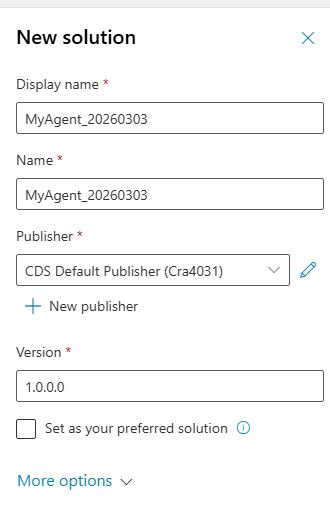 New solution
Display name *
MyAgent_20260303
Name *
MyAgent_20260303
Publisher *
CDS Default Publisher (Cra4031)
New publisher
Version *
1.0.0.0
Set as your preferred solution
More options